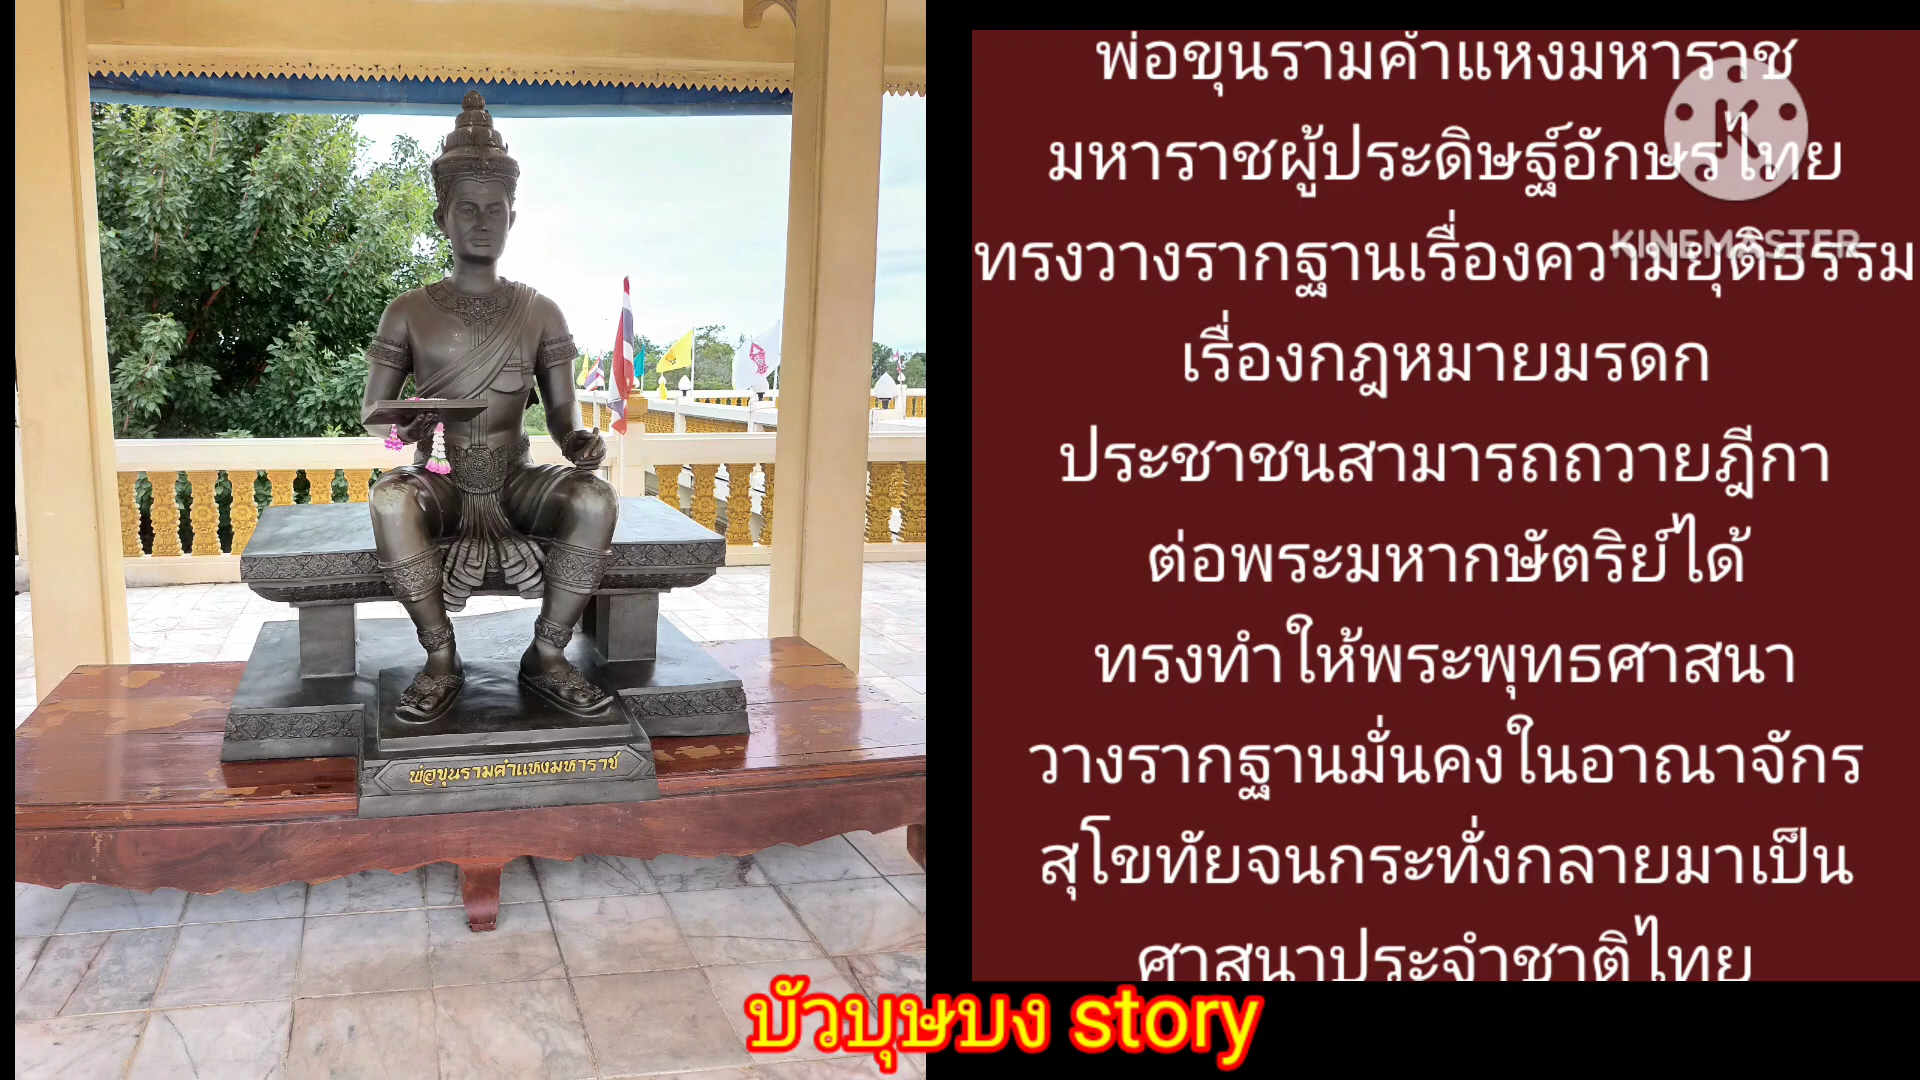 พ่อขุนรามคำแหงมหาราช
มหาราชผู้ประดิษฐ์อักษรไทย
ทรงวางรากฐานเรื่องความยุติธรรม
เรื่องกฎหมายมรดก
ประชาชนสามารถถวายฎีกา
ต่อพระมหากษัตริย์ได้
ทรงทำให้พระพุทธศาสนา
วางรากฐานมั่นคงในอาณาจักร
สุโขทัยจนกระทั่งกลายมาเป็น
ศาสนาประจำชาติไทย
K
KINEMASTER
พ่อขุนรามคำแหงมหาราช
บัวบุษบง story